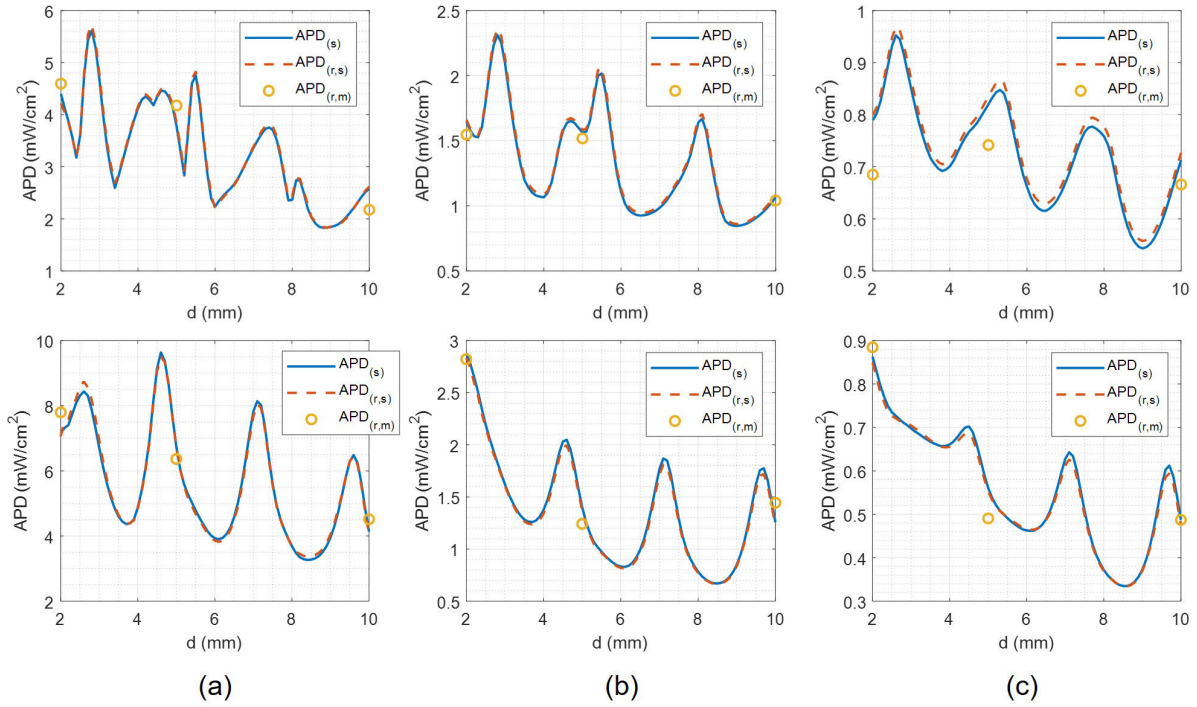 APD (mW/cm²)
6
5
4
3
2
1
APD(s)
APD(r,s)
APD(r,m)
2 4 6 8 10
d (mm)
APD (mW/cm²)
2.5
2
1.5
1
0.5
APD(s)
APD(r,s)
APD(r,m)
2 4 6 8 10
d (mm)
APD (mW/cm²)
1
0.9
0.8
0.7
0.6
0.5
APD(s)
APD(r,s)
APD(r,m)
2 4 6 8 10
d (mm)
APD (mW/cm²)
10
8
6
4
2
APD(s)
APD(r,s)
APD(r,m)
2 4 6 8 10
d (mm)
APD (mW/cm²)
3
2.5
2
1.5
1
0.5
APD(s)
APD(r,s)
APD(r,m)
2 4 6 8 10
d (mm)
APD (mW/cm²)
0.9
0.8
0.7
0.6
0.5
0.4
0.3
APD(s)
APD(r,s)
APD(r,m)
2 4 6 8 10
d (mm)
(a) (b) (c)